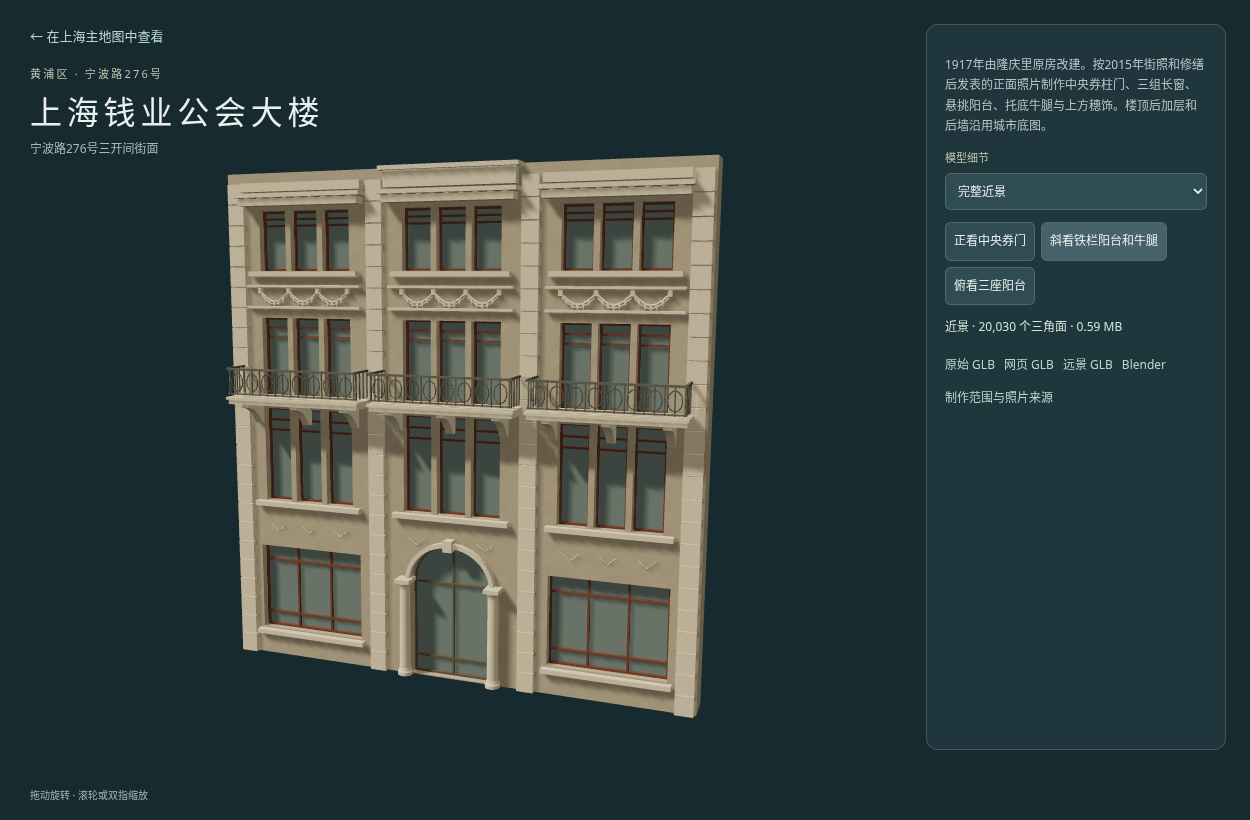 ← 在上海主地图中查看
黄浦区 · 宁波路276号
上海钱业公会大楼
宁波路276号三开间街面
1917年由隆庆里原房改建。按2015年街照和修缮
后发表的正面照片制作中央券柱门、三组长窗、
悬挑阳台、托底牛腿与上方穗饰。楼顶后加层和
后墙沿用城市底图。
模型细节
完整近景
正看中央券门
斜看铁栏阳台和牛腿
俯看三座阳台
近景 · 20,030 个三角面 · 0.59 MB
原始 GLB 网页 GLB 远景 GLB Blender
制作范围与照片来源
拖动旋转 · 滚轮或双指缩放